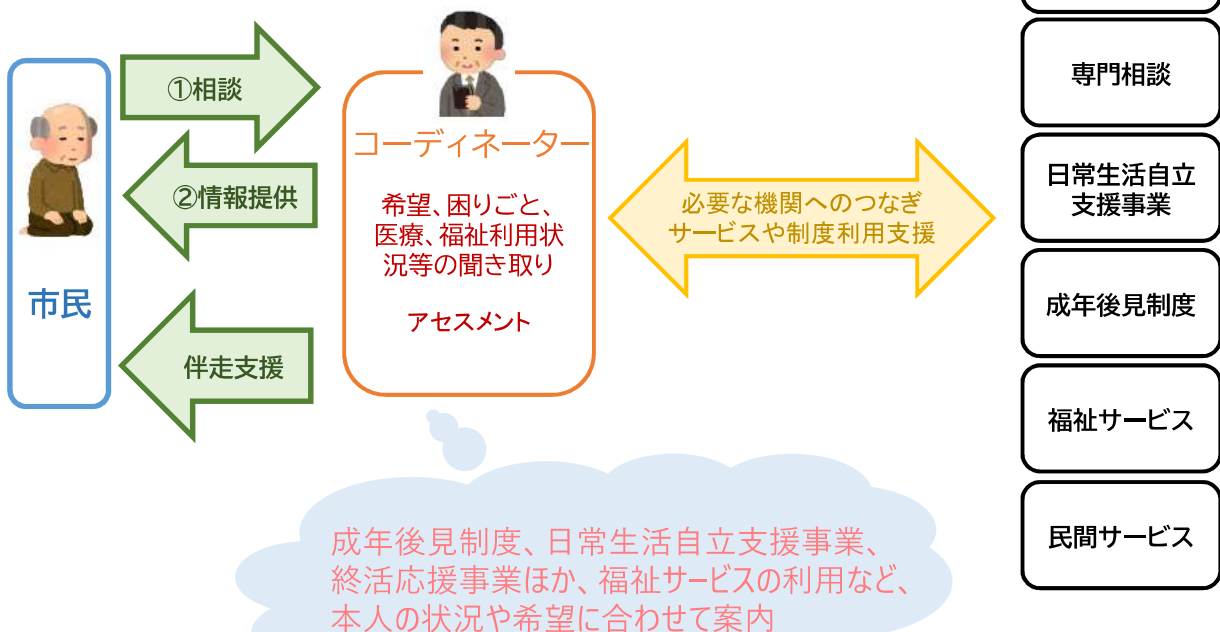 ①相談
②情報提供
市民
伴走支援
コーディネーター
希望、困りごと、
医療、福祉利用状
況等の聞き取り
アセスメント
必要な機関へのつなぎ
サービスや制度利用支援
専門相談
日常生活自立
支援事業
成年後見制度
福祉サービス
民間サービス
成年後見制度、日常生活自立支援事業、
終活応援事業ほか、福祉サービスの利用など、
本人の状況や希望に合わせて案内